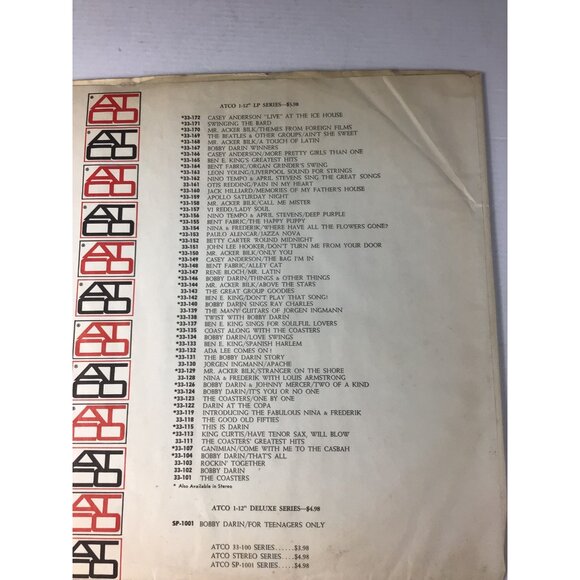 ATCO 1-12" LP SERIES—$3.98
*33-172 CASEY ANDERSON "LIVE" AT THE ICE HOUSE
*33-171 SWINGING THE BARD
*33-170 MR. ACKER BILK/THEMES FROM FOREIGN FILMS
*33-169 THE BEATLES & OTHER GROUPS/AIN'T SHE SWEET
*33-168 MR. ACKER BILK/A TOUCH OF LATIN
*33-167 BOBBY DARIN WINNERS
*33-166 CASEY ANDERSON/MORE PRETTY GIRLS THAN ONE
*33-165 BEN E. KING'S GREATEST HITS
*33-164 BENT FABRIC/ORGAN GRINDER'S SWING
*33-163 LEON YOUNG/LIVERPOOL SOUND FOR STRINGS
*33-162 NINO TEMPO & APRIL STEVENS SING THE GREAT SONGS
33-161 OTIS REDDING/PAIN IN MY HEART
*33-160 JACK HILLIARD/MEMORIES OF MY FATHER'S HOUSE
33-159 APOLLO SATURDAY NIGHT
*33-158 MR. ACKER BILK/CALL ME MISTER
*33-157 VI REDD/LADY SOUL
*33-156 NINO TEMPO & APRIL STEVENS/DEEP PURPLE
*33-155 BENT FABRIC/THE HAPPY PUPPY
*33-154 NINA & FREDERIK/WHERE HAVE ALL THE FLOWERS GONE?
*33-153 PAULO ALENCAR/JAZZA NOVA
*33-152 BETTY CARTER 'ROUND MIDNIGHT
33-151 JOHN LEE HOOKER/DON'T TURN ME FROM YOUR DOOR
*33-150 MR. ACKER BILK/ONLY YOU
*33-149 CASEY ANDERSON/THE BAG I'M IN
*33-148 BENT FABRIC/ALLEY CAT
*33-147 RENE BLOCH/MR. LATIN
*33-146 BOBBY DARIN/THINGS & OTHER THINGS
*33-144 MR. ACKER BILK/ABOVE THE STARS
33-143 THE GREAT GROUP GOODIES
*33-142 BEN E. KING/DON'T PLAY THAT SONG!
*33-140 BOBBY DARIN SINGS RAY CHARLES
33-139 THE MANY GUITARS OF JORGEN INGMANN
*33-138 TWIST WITH BOBBY DARIN
*33-137 BEN E. KING SINGS FOR SOULFUL LOVERS
*33-135 COAST ALONG WITH THE COASTERS
*33-134 BOBBY DARIN/LOVE SWINGS
*33-133 BEN E. KING/SPANISH HARLEM
*33-132 ADA LEE COMES ON!
*33-131 THE BOBBY DARIN STORY
33-130 JORGEN INGMANN/APACHE
*33-129 MR. ACKER BILK/STRANGER ON THE SHORE
33-128 NINA & FREDERIK WITH LOUIS ARMSTRONG
*33-126 BOBBY DARIN & JOHNNY MERCER/TWO OF A KIND
*33-124 BOBBY DARIN/IT'S YOU OR NO ONE
*33-123 THE COASTERS/ONE BY ONE
*33-122 DARIN AT THE COPA
*33-119 INTRODUCING THE FABULOUS NINA & FREDERIK
33-118 THE GOOD OLD FIFTIES
*33-115 THIS IS DARIN
*33-113 KING CURTIS/HAVE TENOR SAX, WILL BLOW
33-111 THE COASTERS' GREATEST HITS
*33-107 GANIMIAN/COME WITH ME TO THE CASBAH
*33-104 BOBBY DARIN/THAT'S ALL
33-103 ROCKIN' TOGETHER
33-102 BOBBY DARIN
33-101 THE COASTERS
* Also Available in Stereo
ATCO 1-12" DELUXE SERIES—$4.98
SP-1001 BOBBY DARIN/FOR TEENAGERS ONLY
ATCO 33-100 SERIES......$3.98
ATCO STEREO SERIES....$4.98
ATCO SP-1001 SERIES....$4.98
ATCO
ATCO
ATCO
ATCO
ATCO
ATCO
ATCO
ATCO
ATCO
ATCO
ATCO
ATCO
ATCO